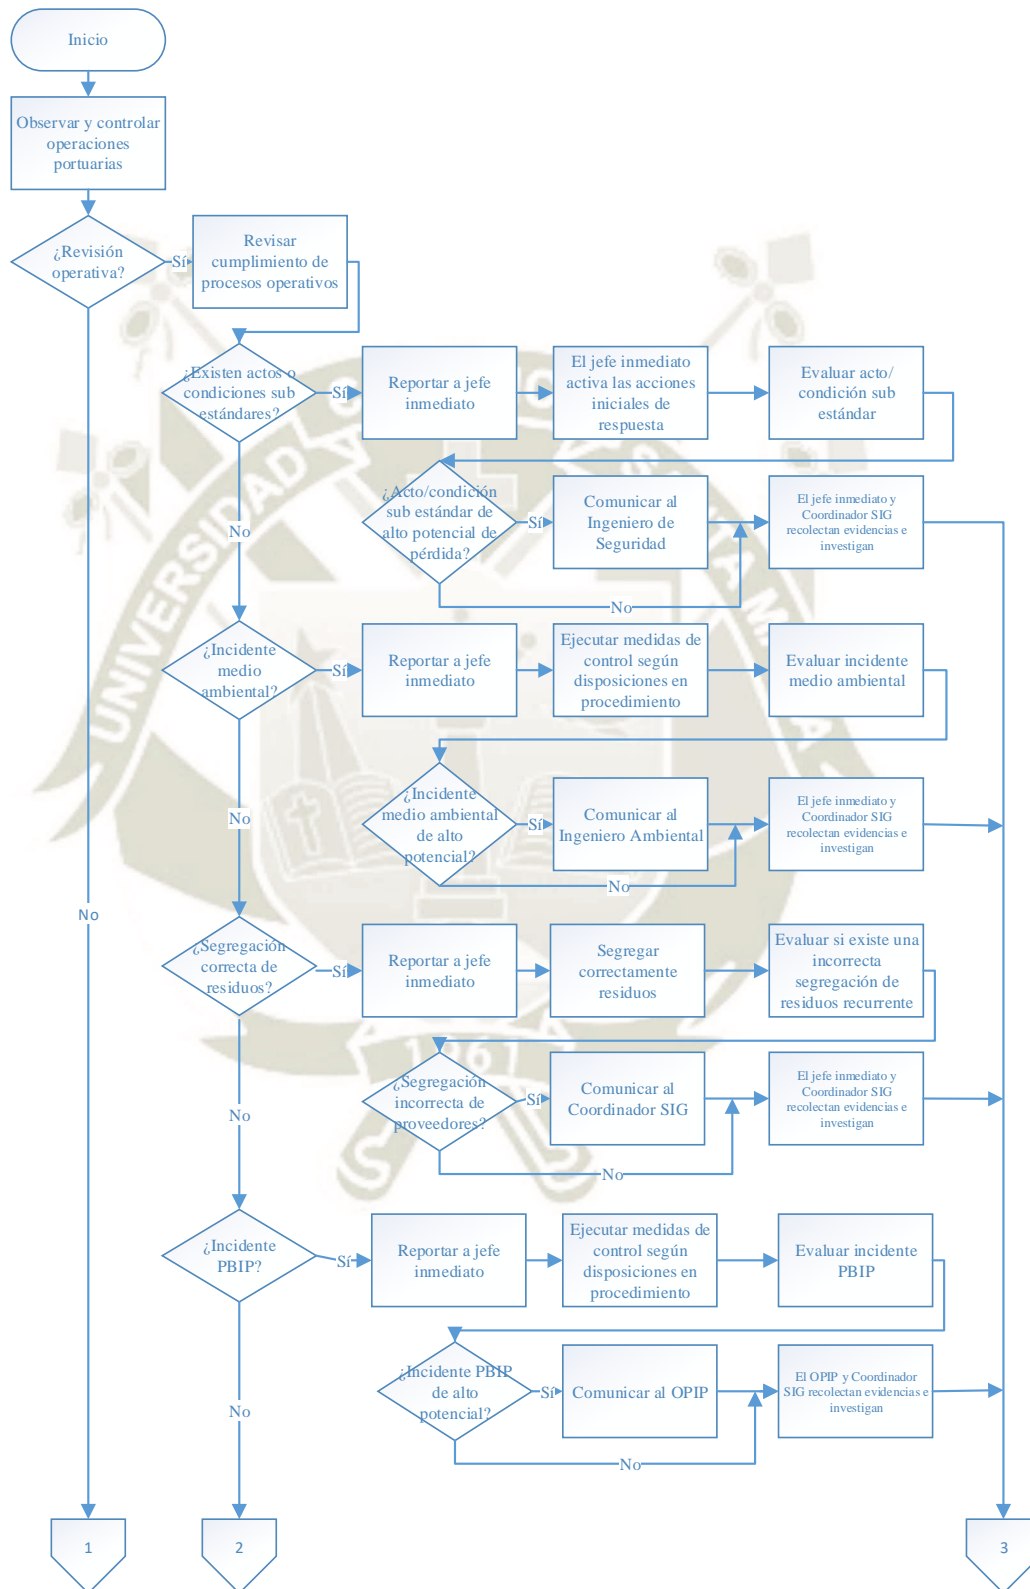 Inicio
Observar y controlar
operaciones
portuarias
¿Revisión
operativa?
Sí
Revisar
cumplimiento de
procesos operativos
¿Existen actos o
condiciones sub
estándares?
Sí
Reportar a jefe
inmediato
El jefe inmediato
activa las acciones
iniciales de
respuesta
Evaluar acto/
condición sub
estándar
¿Acto/condición
sub estándar de
alto potencial de
pérdida?
Sí
Comunicar al
Ingeniero de
Seguridad
El jefe inmediato y
Coordinador SIG
recolectan evidencias e
investigan
No
No
¿Incidente
medio
ambiental?
Sí
Reportar a jefe
inmediato
Ejecutar medidas de
control según
disposiciones en
procedimiento
Evaluar incidente
medio ambiental
¿Incidente
medio ambiental
de alto
potencial?
Sí
Comunicar al
Ingeniero Ambiental
El jefe inmediato y
Coordinador SIG
recolectan evidencias e
investigan
No
No
No
¿Segregación
correcta de
residuos?
Sí
Reportar a jefe
inmediato
Segregar
correctamente
residuos
Evaluar si existe una
incorrecta
segregación de
residuos recurrente
¿Segregación
incorrecta de
proveedores?
Sí
Comunicar al
Coordinador SIG
El jefe inmediato y
Coordinador SIG
recolectan evidencias e
investigan
No
No
¿Incidente
PBIP?
Sí
Reportar a jefe
inmediato
Ejecutar medidas de
control según
disposiciones en
procedimiento
Evaluar incidente
PBIP
¿Incidente PBIP
de alto
potencial?
Sí
Comunicar al OPIP
El OPIP y Coordinador
SIG recolectan evidencias e
investigan
No
No
1
2
3
UNIVERSIDAD